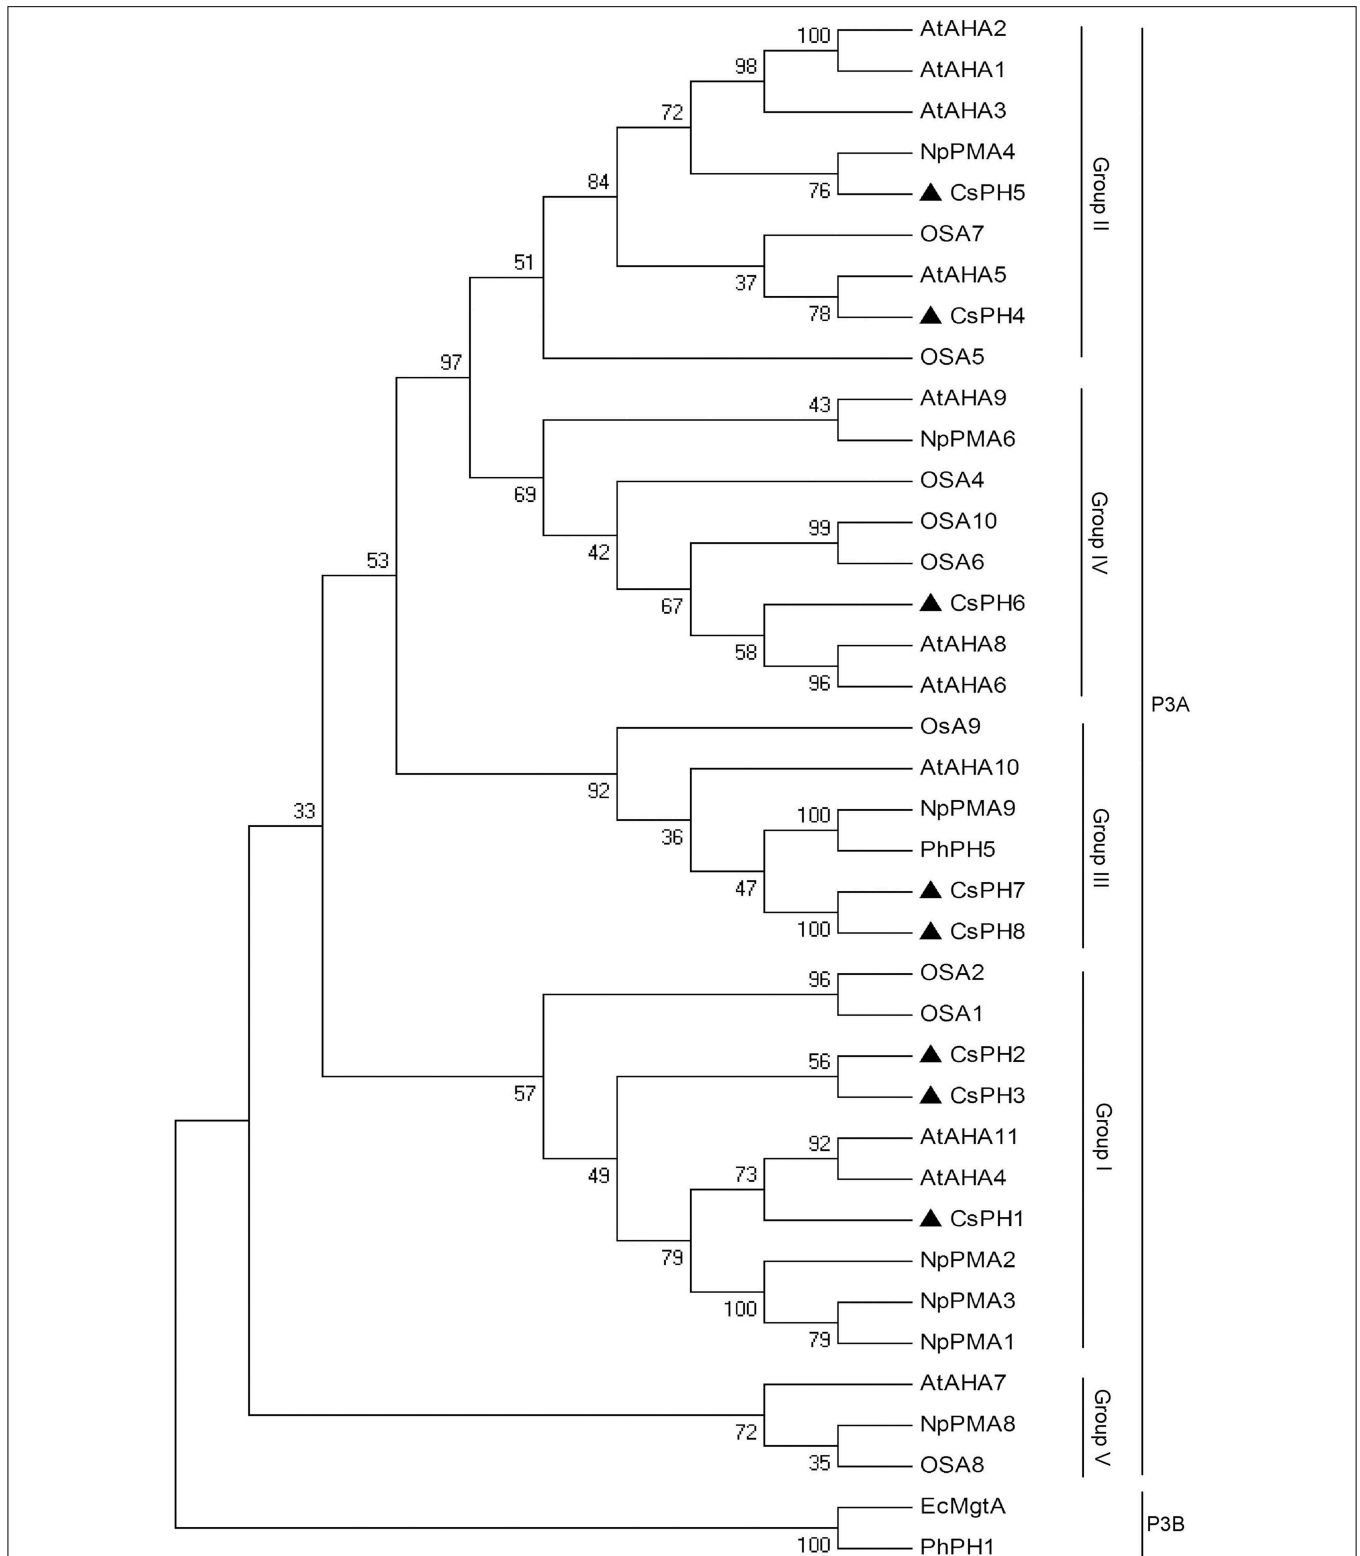 100 AtAHA2
AtAHA1
98
AtAHA3
72
NpPMA4
76 ▲ CsPH5
84
OSA7
AtAHA5
37
78 ▲ CsPH4
51
OSA5
Group II
97
43 AtAHA9
NpPMA6
69
OSA4
42
99 OSA10
OSA6
67
▲ CsPH6
58
AtAHA8
96 AtAHA6
Group IV
53
OsA9
92
AtAHA10
36
100 NpPMA9
PhPH5
47
▲ CsPH7
100 ▲ CsPH8
Group III
33
96 OSA2
OSA1
57
56 ▲ CsPH2
▲ CsPH3
49
92 AtAHA11
AtAHA4
73
▲ CsPH1
79
NpPMA2
100
NpPMA3
79 NpPMA1
Group I
AtAHA7
72
NpPMA8
35 OSA8
Group V
P3A
EcMgtA
100 PhPH1
P3B